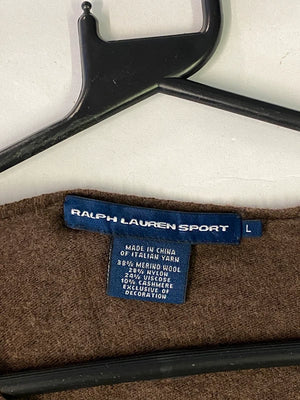 RALPH LAUREN SPORT
L
MADE IN CHINA
OF ITALIAN YARN
38% MERINO WOOL
28% NYLON
24% VISCOSE
10% CASHMERE
EXCLUSIVE OF
DECORATION